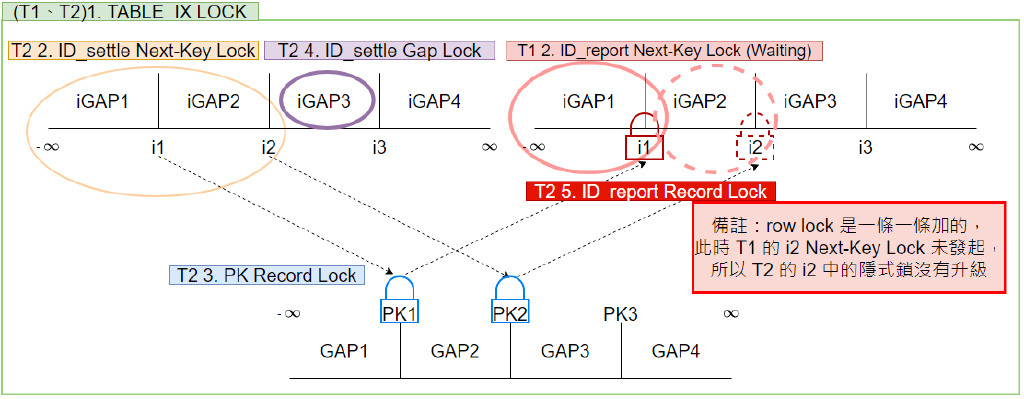 (T1、T2)1. TABLE IX LOCK
T2 2. ID_settle Next-Key Lock
T2 4. ID_settle Gap Lock
T1 2. ID_report Next-Key Lock (Waiting)
iGAP1
iGAP2
iGAP3
iGAP4
iGAP1
iGAP2
iGAP3
iGAP4
-∞
i1
i2
i3
∞
-∞
i1
i2
i3
∞
T2 5. ID_report Record Lock
備註：row lock 是一條一條加的，
此時 T1 的 i2 Next-Key Lock 未發起，
所以 T2 的 i2 中的隱式鎖沒有升級
T2 3. PK Record Lock
-∞
PK1
PK2
PK3
∞
GAP1
GAP2
GAP3
GAP4